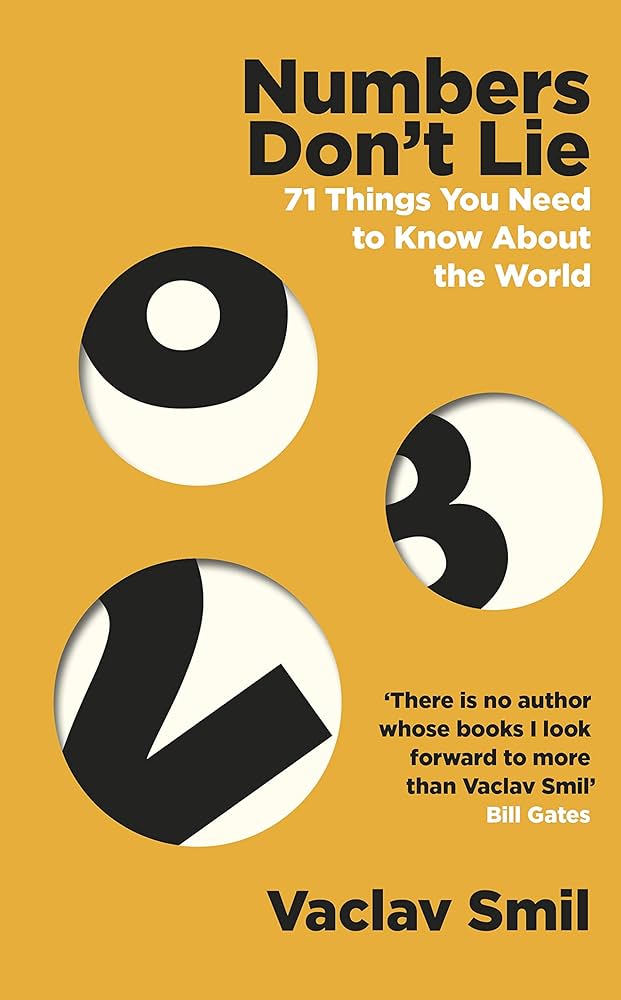 Numbers
Don’t Lie
71 Things You Need
to Know About
the World
‘There is no author
whose books I look
forward to more
than Vaclav Smil’
Bill Gates
Vaclav Smil